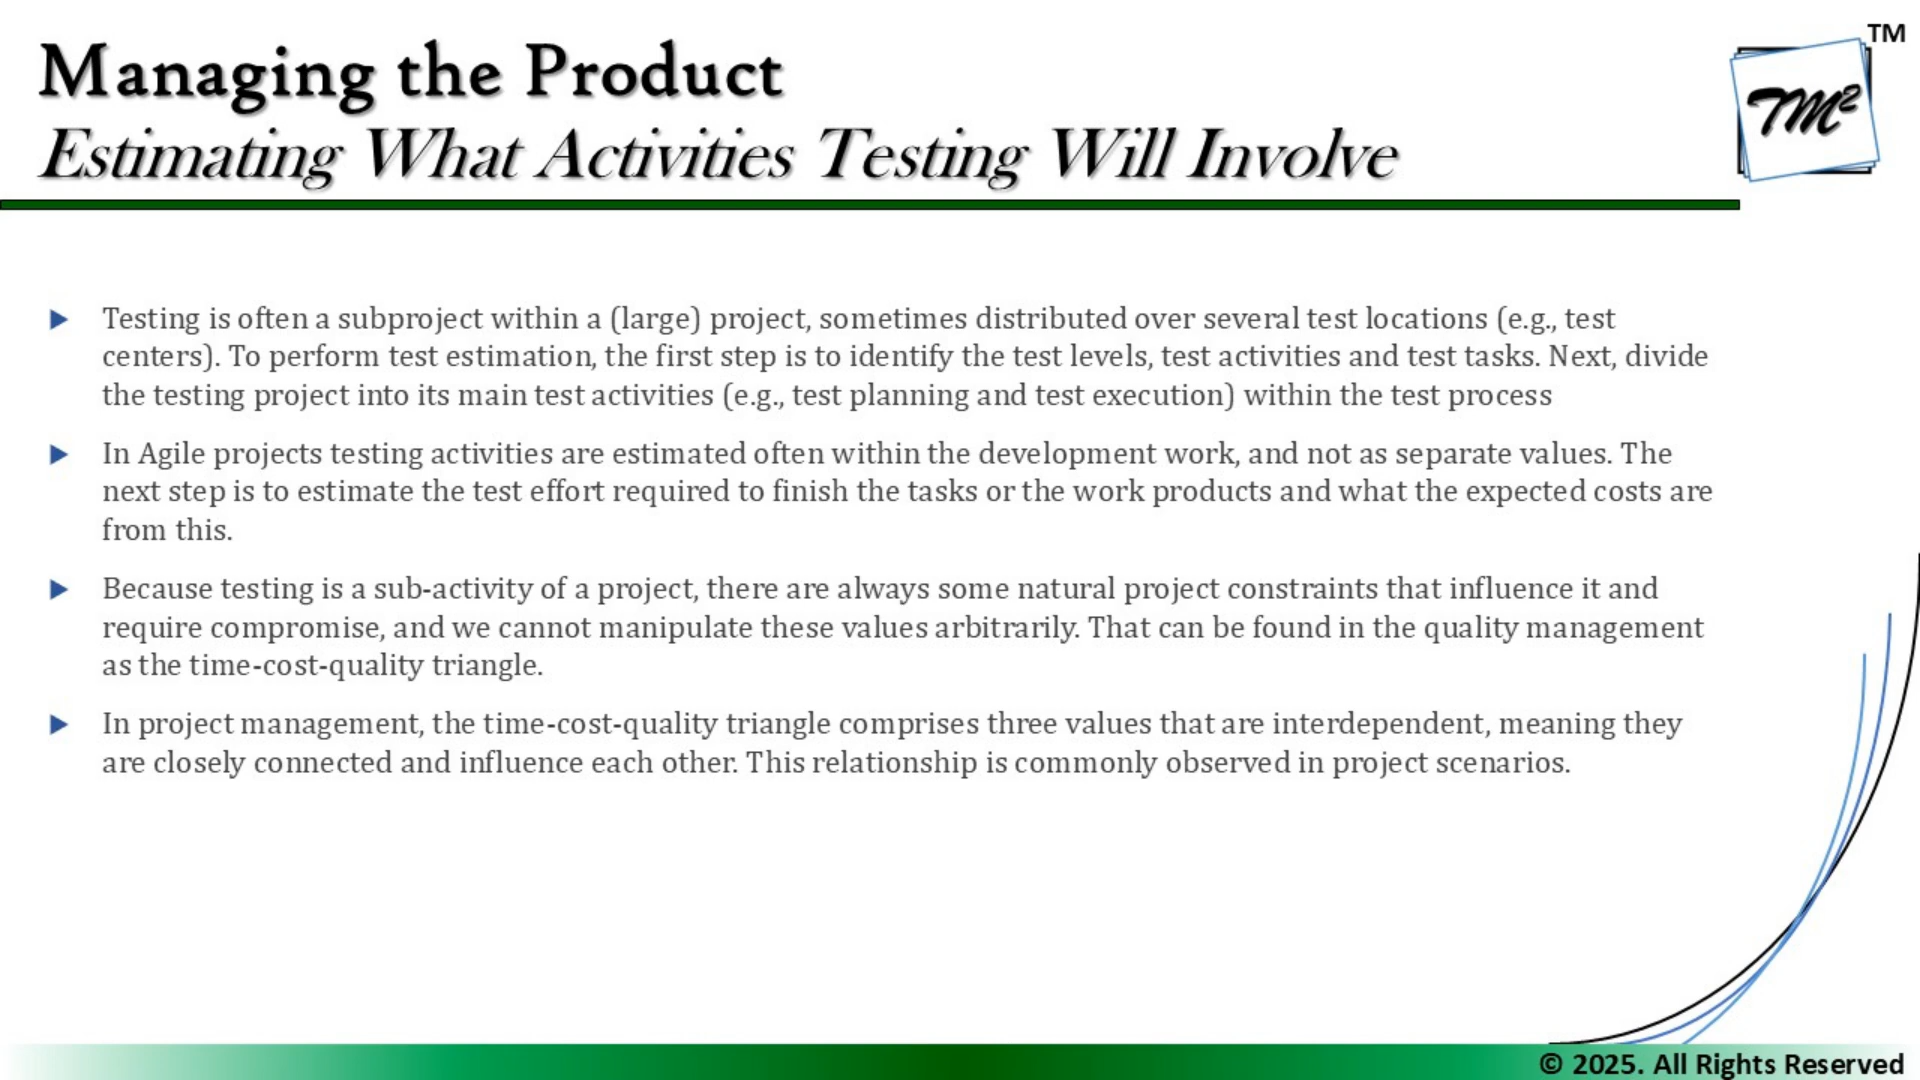 Managing the Product
TM
TM²
Estimating What Activities Testing Will Involve
Testing is often a subproject within a (large) project, sometimes distributed over several test locations (e.g., test
centers). To perform test estimation, the first step is to identify the test levels, test activities and test tasks. Next, divide
the testing project into its main test activities (e.g., test planning and test execution) within the test process
In Agile projects testing activities are estimated often within the development work, and not as separate values. The
next step is to estimate the test effort required to finish the tasks or the work products and what the expected costs are
from this.
Because testing is a sub-activity of a project, there are always some natural project constraints that influence it and
require compromise, and we cannot manipulate these values arbitrarily. That can be found in the quality management
as the time-cost-quality triangle.
In project management, the time-cost-quality triangle comprises three values that are interdependent, meaning they
are closely connected and influence each other. This relationship is commonly observed in project scenarios.
© 2025. All Rights Reserved